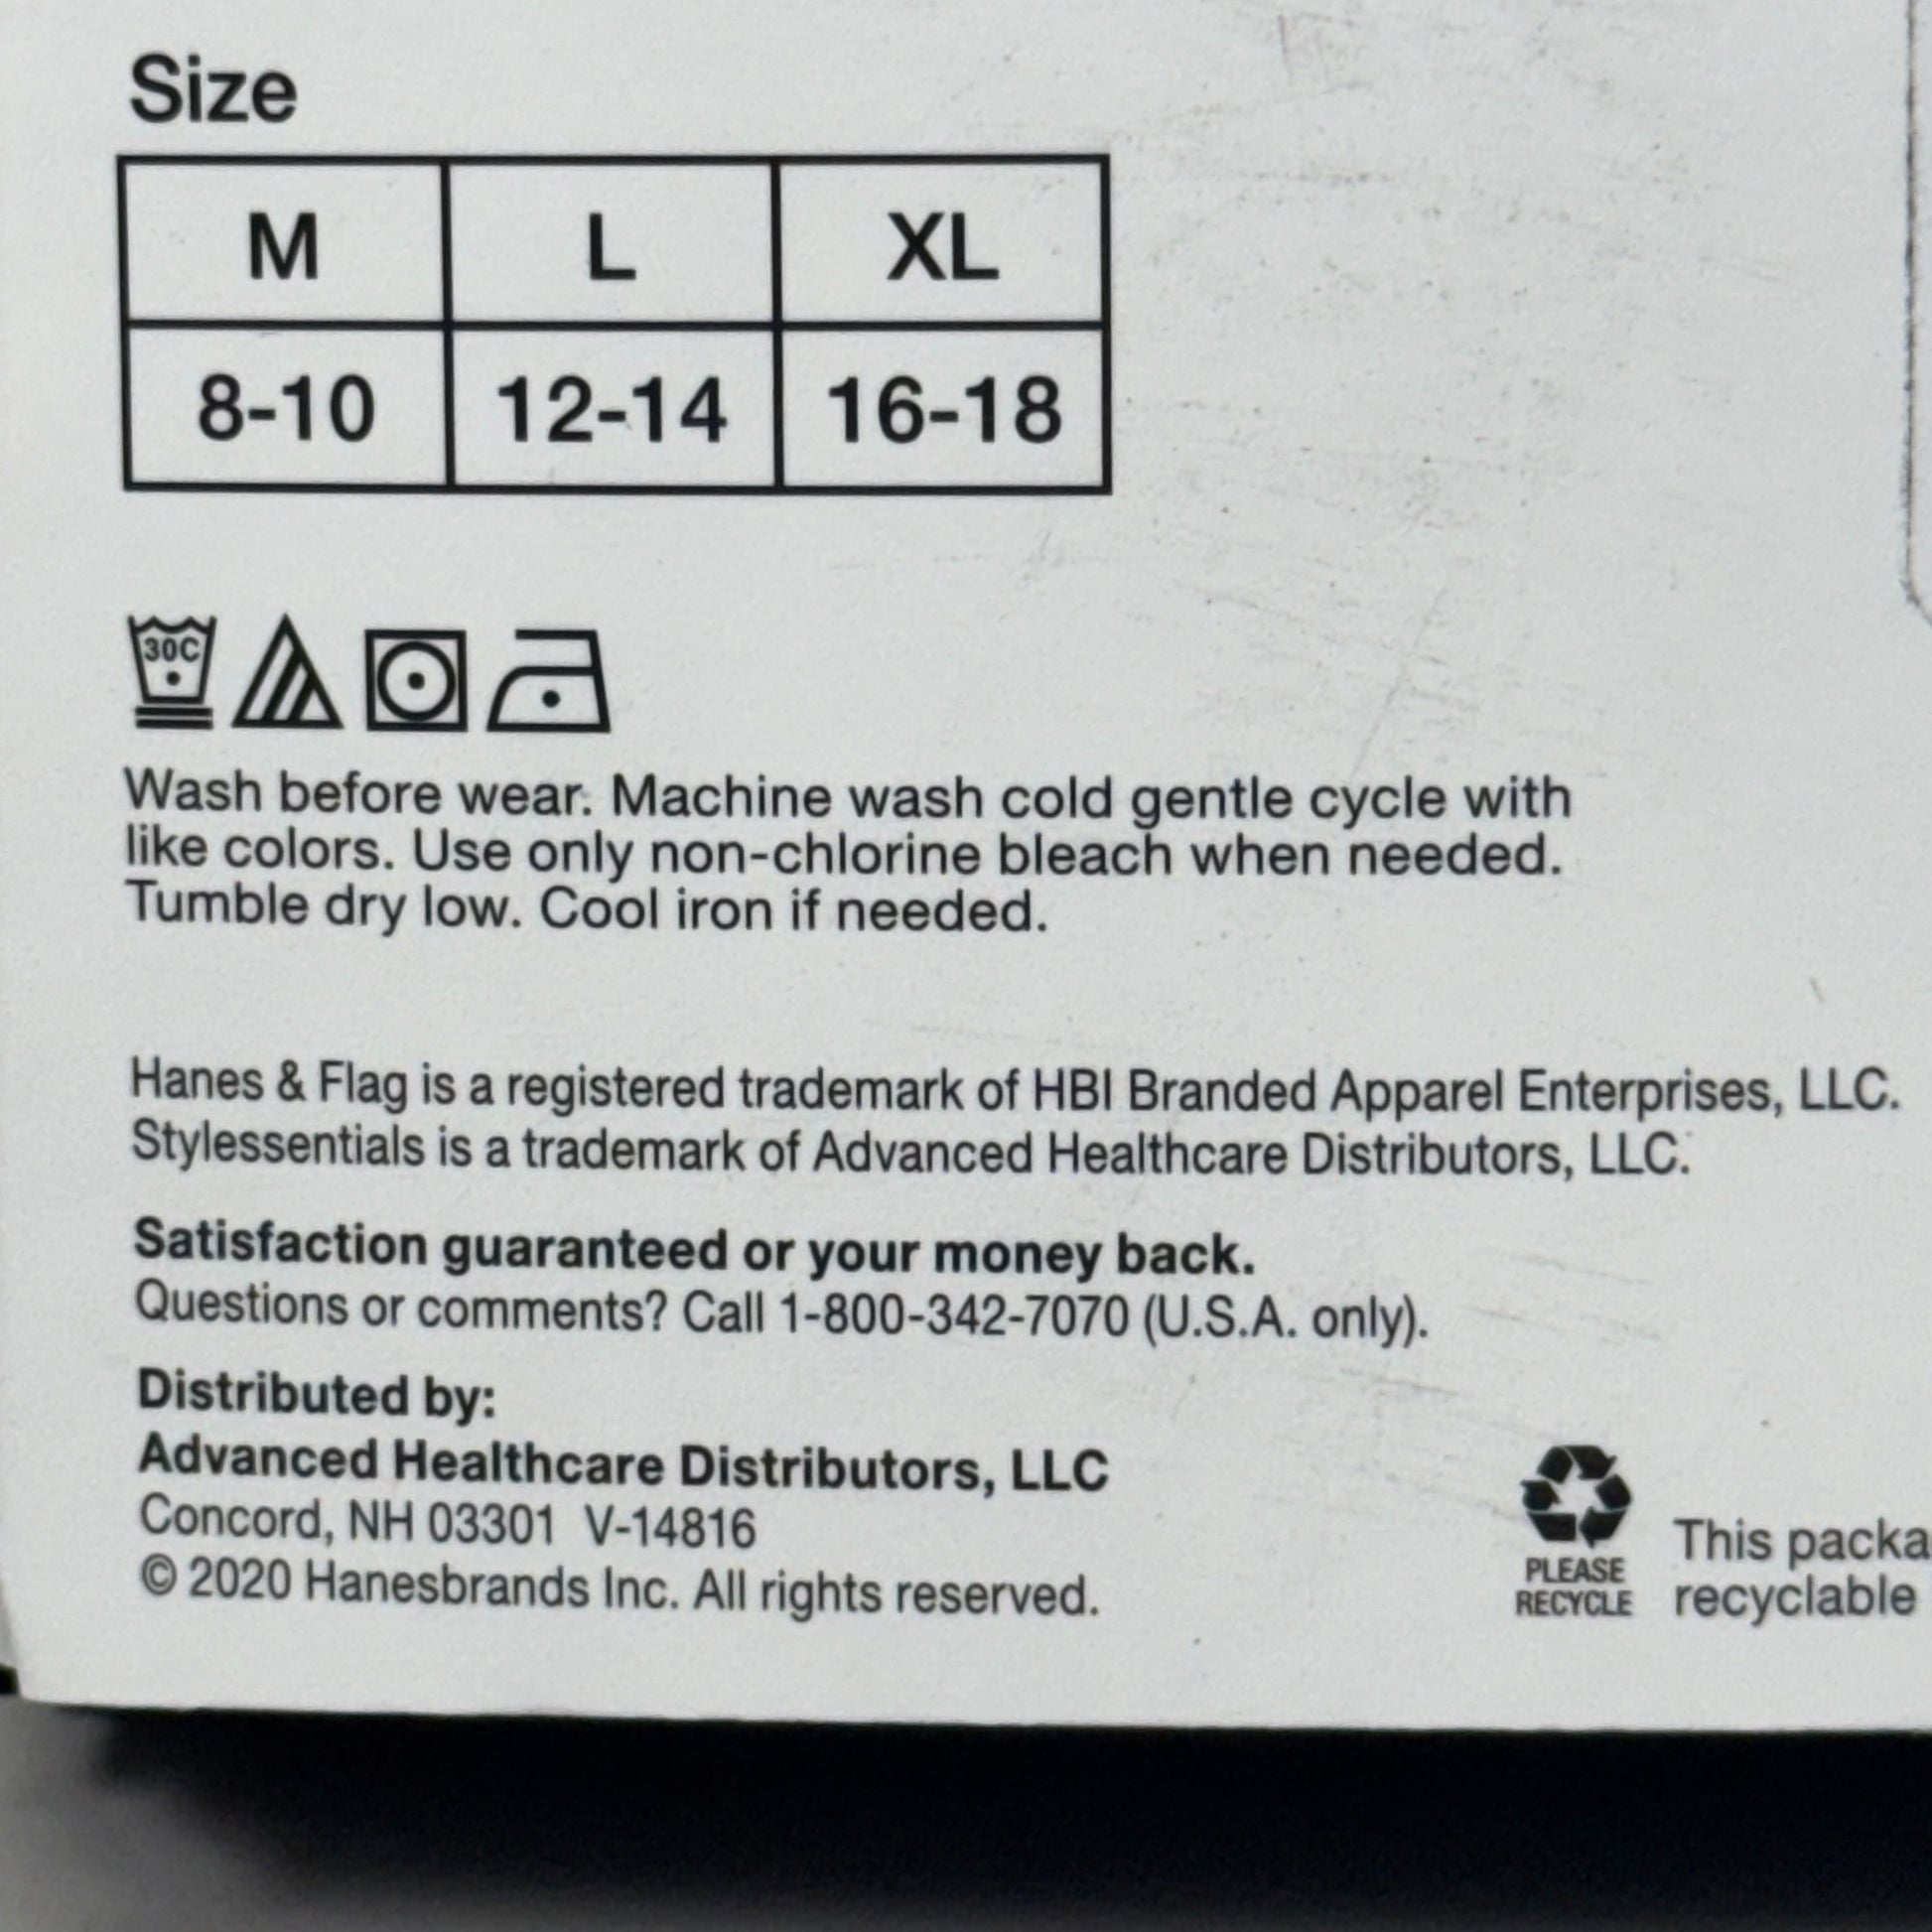 Size
M L XL
8-10 12-14 16-18
30C
Wash before wear. Machine wash cold gentle cycle with
like colors. Use only non-chlorine bleach when needed.
Tumble dry low. Cool iron if needed.
Hanes & Flag is a registered trademark of HBI Branded Apparel Enterprises, LLC.
Stylessentials is a trademark of Advanced Healthcare Distributors, LLC.
Satisfaction guaranteed or your money back.
Questions or comments? Call 1-800-342-7070 (U.S.A. only).
Distributed by:
Advanced Healthcare Distributors, LLC
Concord, NH 03301 V-14816
© 2020 Hanesbrands Inc. All rights reserved.
PLEASE
RECYCLE
This packa
recyclable